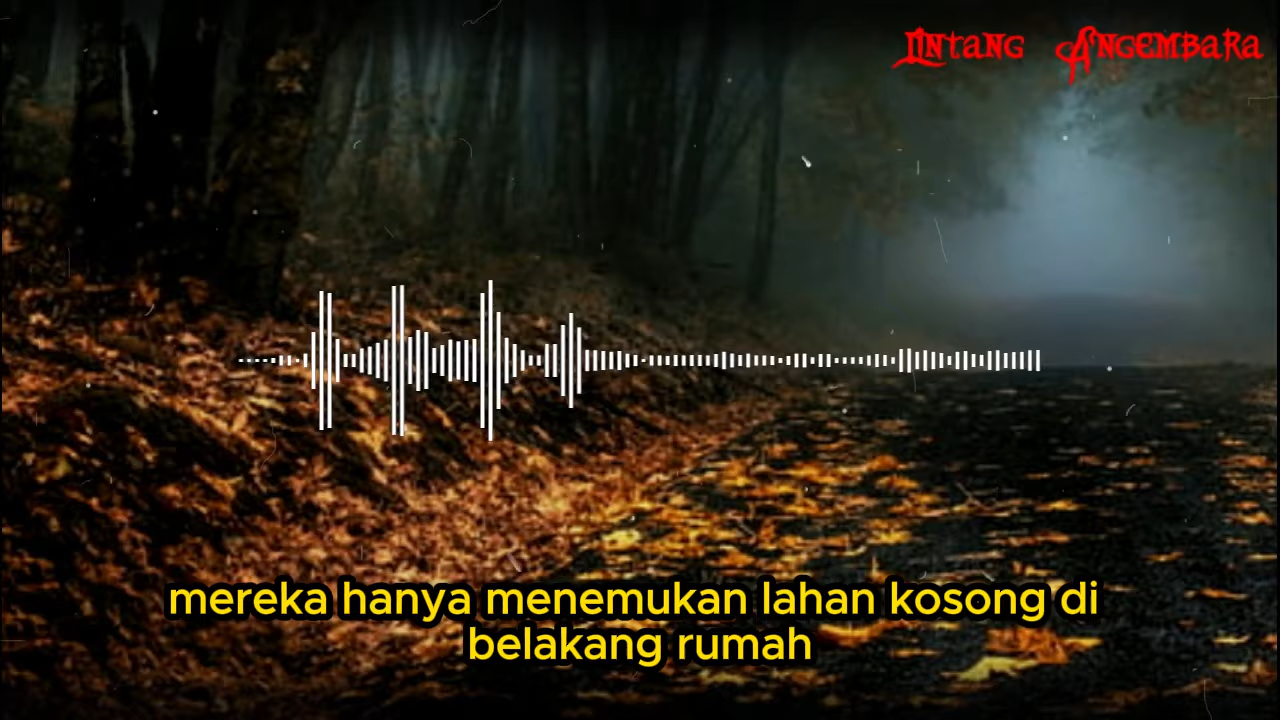 Lintang Angembara
mereka hanya menemukan lahan kosong di
belakang rumah